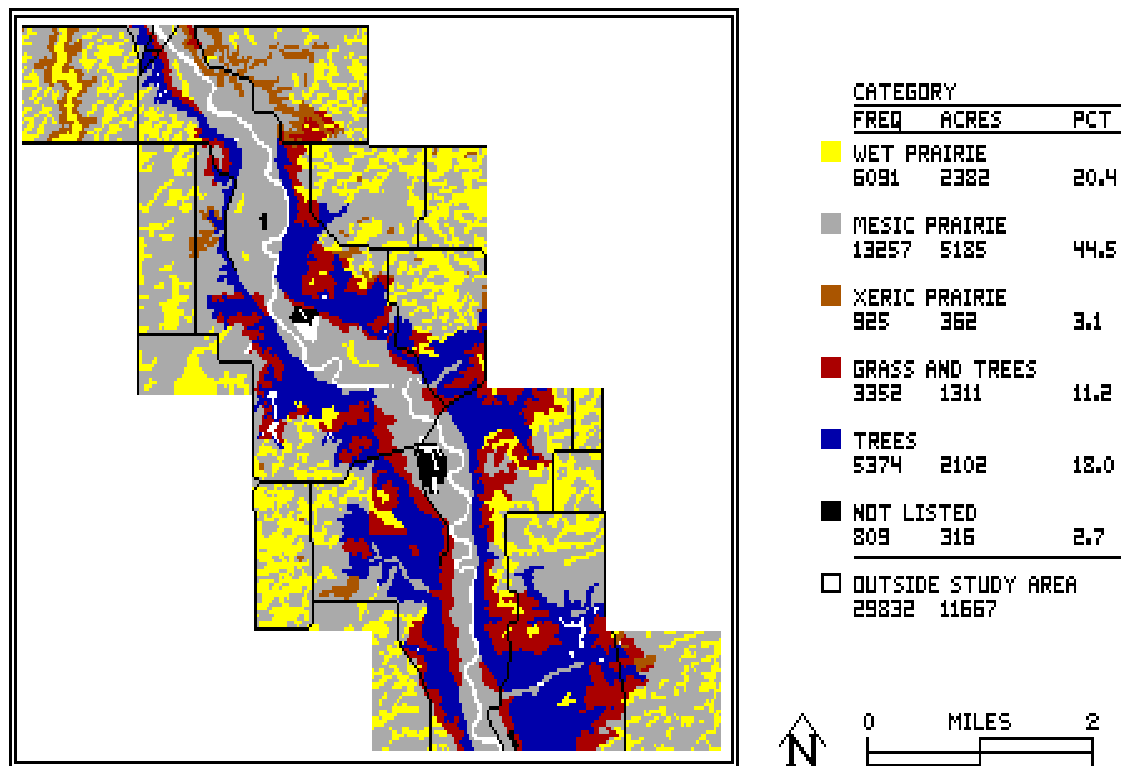 CATEGORY
FREQ ACRES PCT
WET PRAIRIE
6091 2382 20.4
MESIC PRAIRIE
13257 5185 44.5
XERIC PRAIRIE
925 362 3.1
GRASS AND TREES
3352 1311 11.2
TREES
5374 2102 18.0
NOT LISTED
809 316 2.7
OUTSIDE STUDY AREA
29832 11667
1
N
0 MILES 2